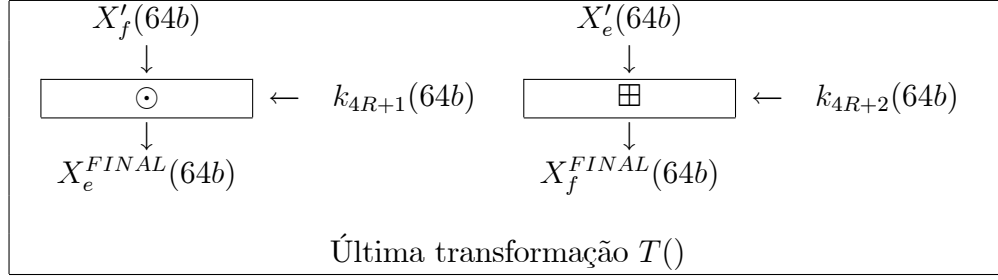 X′_f(64b) X′_e(64b)
↓ ↓
⊙ ← k_{4R+1}(64b) ⊞ ← k_{4R+2}(64b)
↓ ↓
X_e^{FINAL}(64b) X_f^{FINAL}(64b)
Última transformação T()